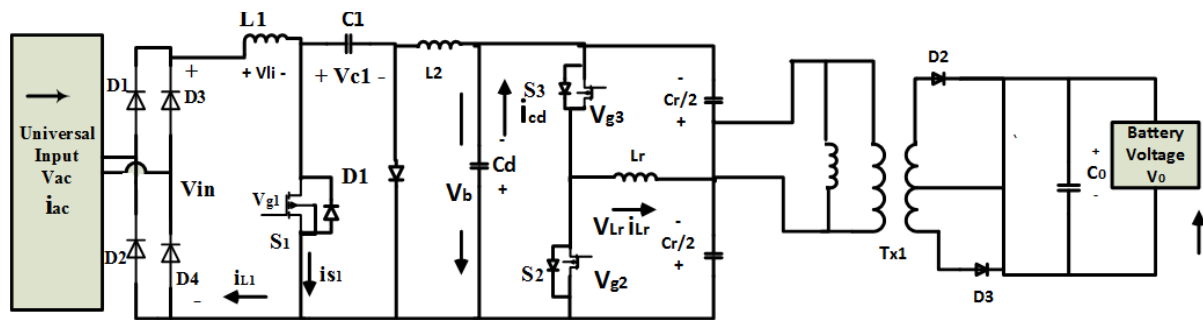 Universal
Input
Vac
iac
D1
D3
D2
D4
+
Vin
-
L1
+ Vli -
C1
+ Vc1 -
Vg1
S1
iL1
is1
D1
L2
Vb
icd
-
Cd
+
S3
Vg3
S2
Vg2
Lr
VLr iLr
-
Cr/2
+
-
Cr/2
+
Tx1
D2
D3
+
C0
-
Battery
Voltage
V0